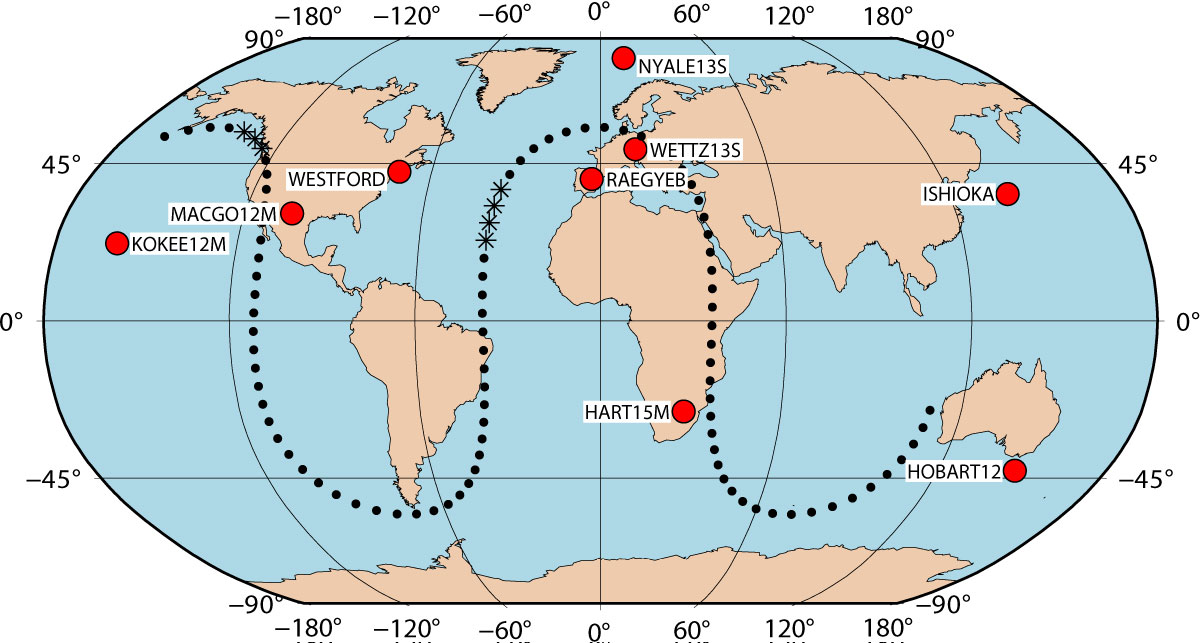 −180° −120° −60° 0° 60° 120° 180°
90° 90°
NYALE13S
WETTZ13S
45° 45°
WESTFORD RAEGYEB
ISHIOKA
MACGO12M
KOKEE12M
0° 0°
HART15M
HOBART12
−45° −45°
−90° −90°
−180° −120° −60° 0° 60° 120° 180°